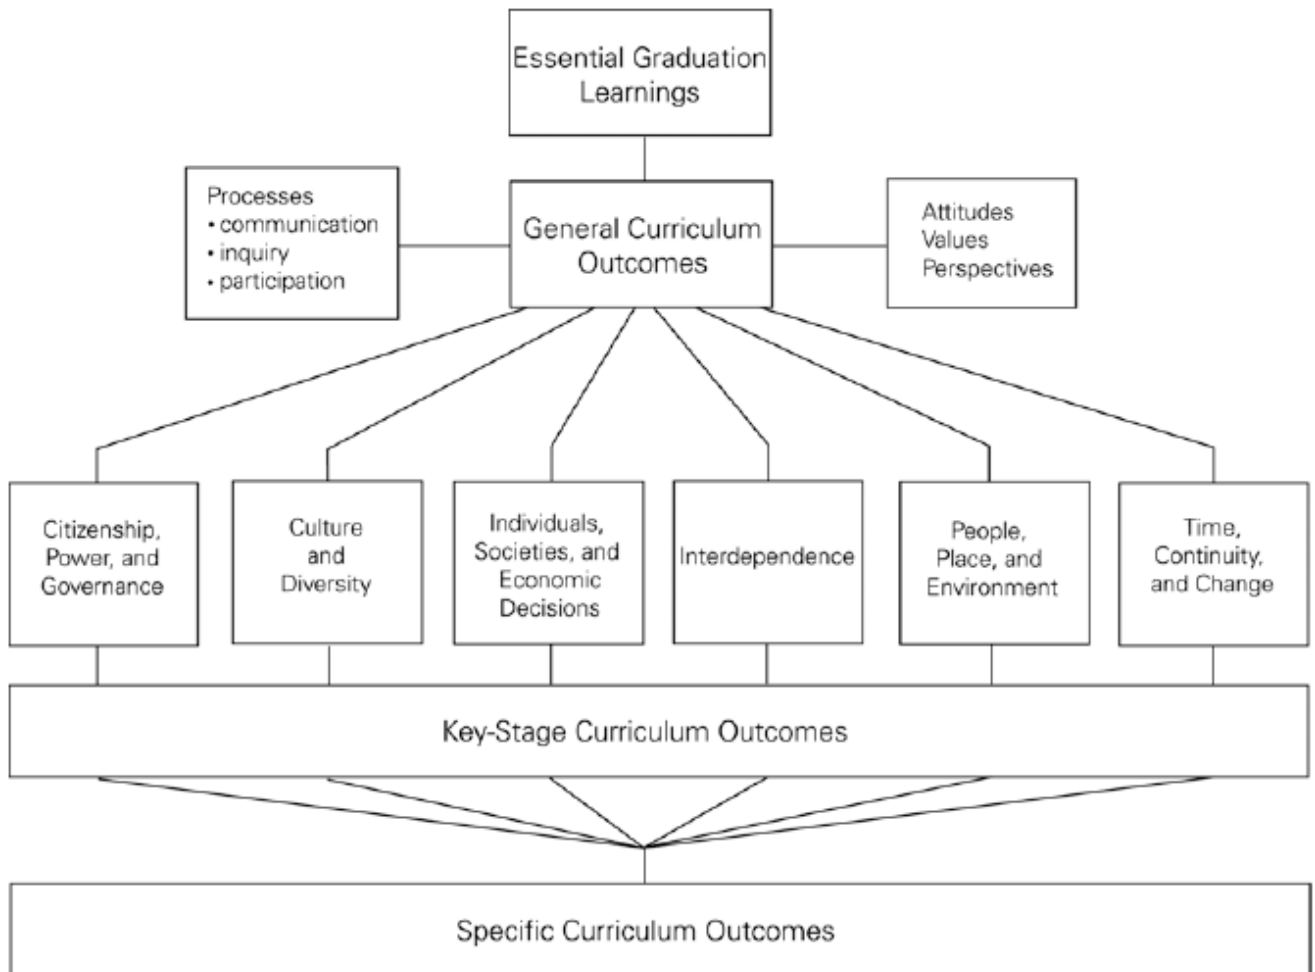 Essential Graduation
Learnings
Processes
• communication
• inquiry
• participation
General Curriculum
Outcomes
Attitudes
Values
Perspectives
Citizenship,
Power, and
Governance
Culture
and
Diversity
Individuals,
Societies, and
Economic
Decisions
Interdependence
People,
Place, and
Environment
Time,
Continuity,
and Change
Key-Stage Curriculum Outcomes
Specific Curriculum Outcomes